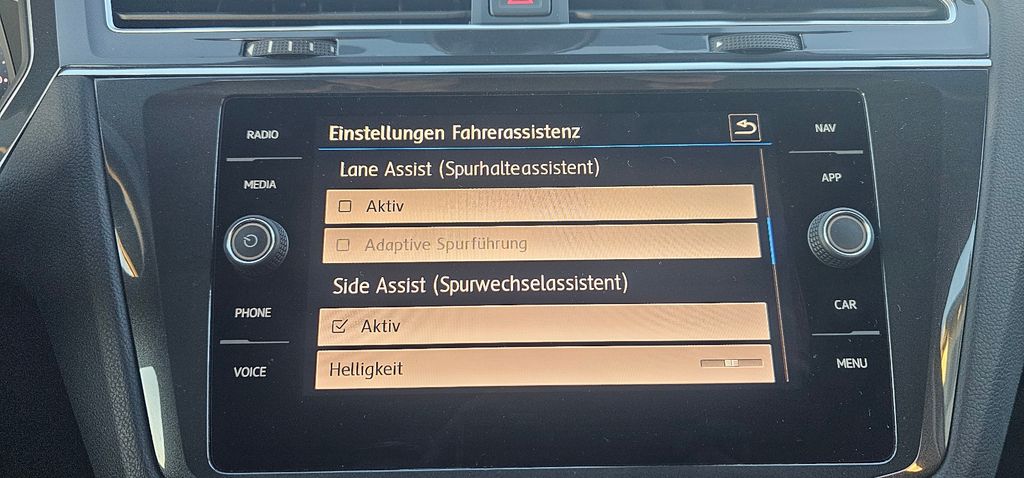 RADIO
MEDIA
PHONE
VOICE
Einstellungen Fahrerassistenz
Lane Assist (Spurhalteassistent)
Aktiv
Adaptive Spurführung
Side Assist (Spurwechselassistent)
Aktiv
Helligkeit
NAV
APP
CAR
MENU